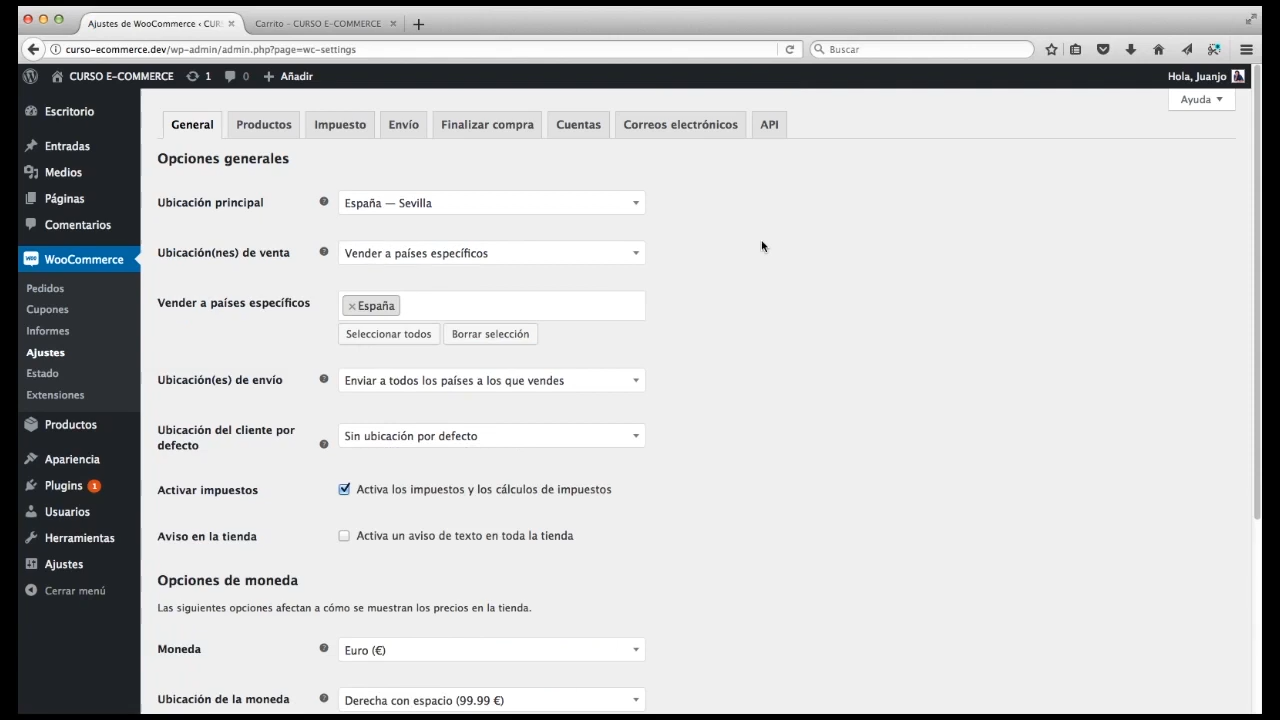 Ajustes de WooCommerce ‹ CUR
Carrito – CURSO E-COMMERCE
curso-ecommerce.dev/wp-admin/admin.php?page=wc-settings
Buscar
CURSO E-COMMERCE 1 0 Añadir
Hola, Juanjo
Ayuda
Escritorio
Entradas
Medios
Páginas
Comentarios
WooCommerce
Pedidos
Cupones
Informes
Ajustes
Estado
Extensiones
Productos
Apariencia
Plugins 1
Usuarios
Herramientas
Ajustes
Cerrar menú
General Productos Impuesto Envío Finalizar compra Cuentas Correos electrónicos API
Opciones generales
Ubicación principal
España — Sevilla
Ubicación(nes) de venta
Vender a países específicos
Vender a países específicos
×España
Seleccionar todos Borrar selección
Ubicación(es) de envío
Enviar a todos los países a los que vendes
Ubicación del cliente por
defecto
Sin ubicación por defecto
Activar impuestos
Activa los impuestos y los cálculos de impuestos
Aviso en la tienda
Activa un aviso de texto en toda la tienda
Opciones de moneda
Las siguientes opciones afectan a cómo se muestran los precios en la tienda.
Moneda
Euro (€)
Ubicación de la moneda
Derecha con espacio (99.99 €)